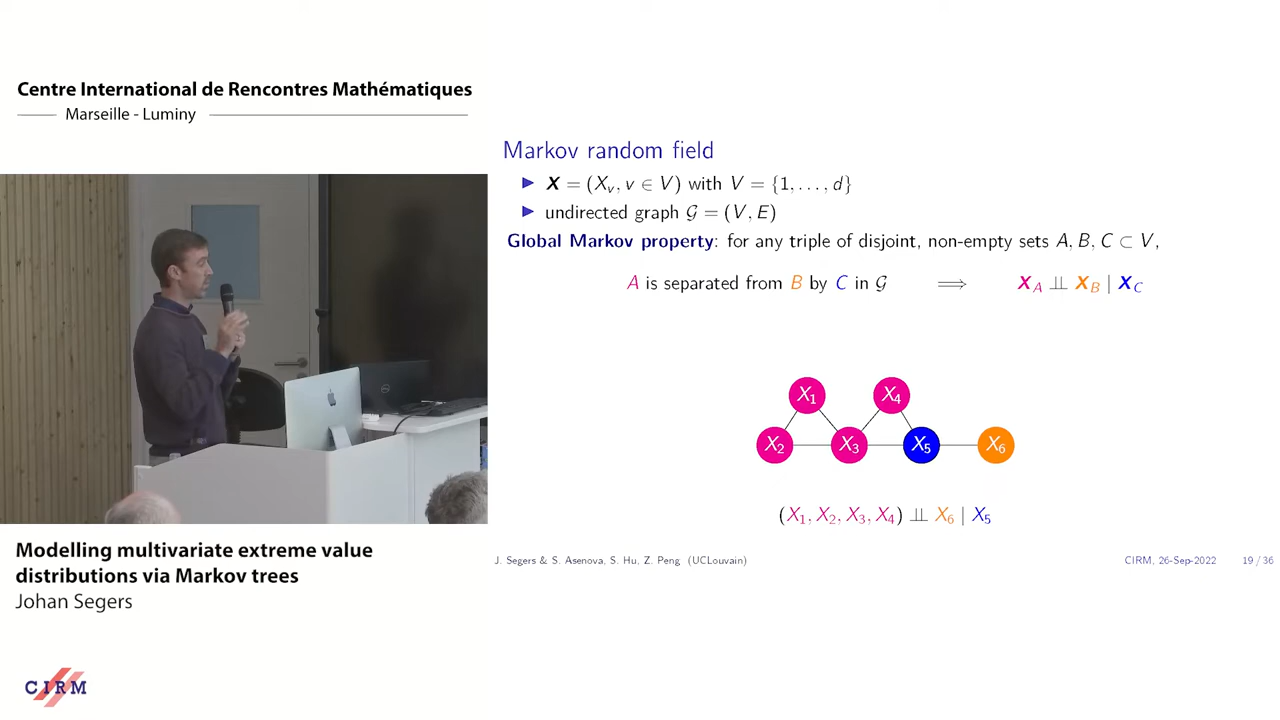 Centre International de Rencontres Mathématiques
Marseille - Luminy
Markov random field
▶ X = (Xᵥ, v ∈ V) with V = {1, . . . , d}
▶ undirected graph 𝒢 = (V, E)
Global Markov property: for any triple of disjoint, non-empty sets A, B, C ⊂ V,
A is separated from B by C in 𝒢 ⟹ X_A ⫫ X_B | X_C
X₁ X₄
X₂ X₃ X₅ X₆
(X₁, X₂, X₃, X₄) ⫫ X₆ | X₅
J. Segers & S. Asenova, S. Hu, Z. Peng (UCLouvain) CIRM, 26-Sep-2022 19 / 36
Modelling multivariate extreme value
distributions via Markov trees
Johan Segers
CIRM